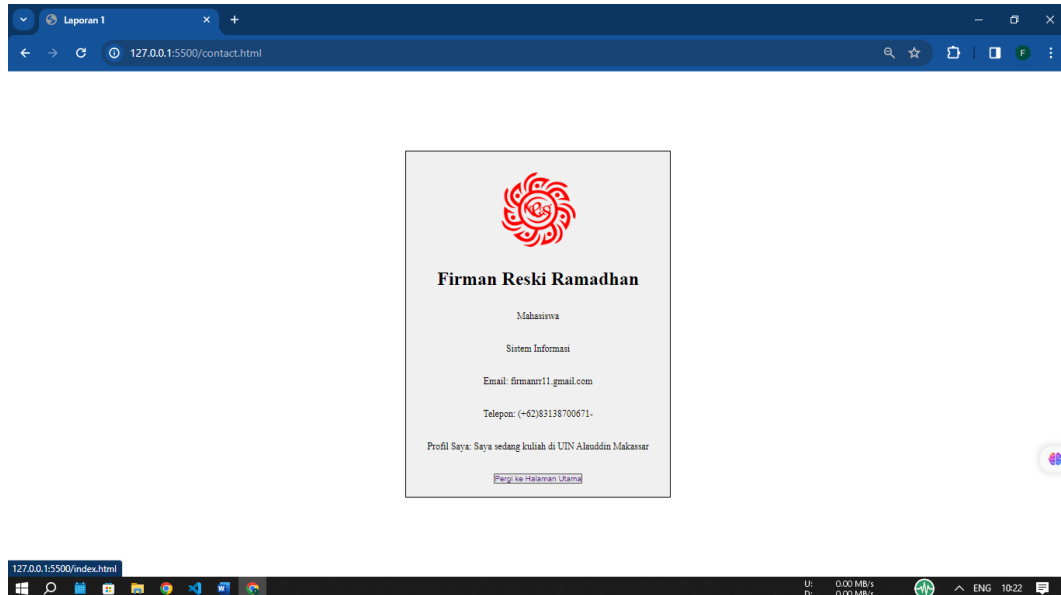 Laporan 1
127.0.0.1:5500/contact.html
F
Firman Reski Ramadhan
Mahasiswa
Sistem Informasi
Email: firmanrr11.gmail.com
Telepon: (+62)83138700671-
Profil Saya: Saya sedang kuliah di UIN Alauddin Makassar
Pergi ke Halaman Utama
127.0.0.1:5500/index.html
U: 0.00 MB/s
D: 0.00 MB/s
ENG 10:22